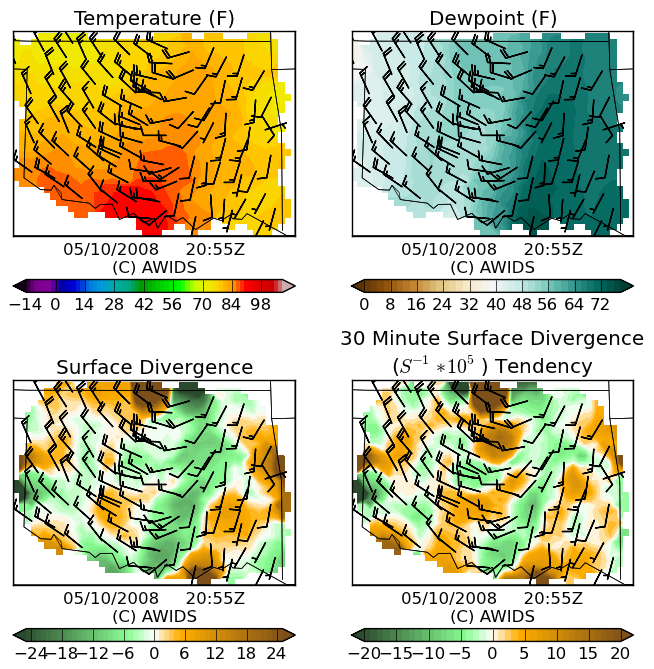 Temperature (F)
05/10/2008 20:55Z
(C) AWIDS
−14 0 14 28 42 56 70 84 98
Dewpoint (F)
05/10/2008 20:55Z
(C) AWIDS
0 8 16 24 32 40 48 56 64 72
Surface Divergence
05/10/2008 20:55Z
(C) AWIDS
−24−18−12 −6 0 6 12 18 24
30 Minute Surface Divergence
(S⁻¹ *10⁵ ) Tendency
05/10/2008 20:55Z
(C) AWIDS
−20−15−10 −5 0 5 10 15 20